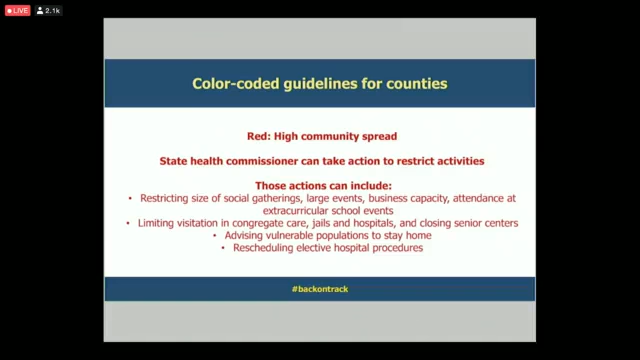 LIVE
2.1k
Color-coded guidelines for counties
Red: High community spread
State health commissioner can take action to restrict activities
Those actions can include:
• Restricting size of social gatherings, large events, business capacity, attendance at
extracurricular school events
• Limiting visitation in congregate care, jails and hospitals, and closing senior centers
• Advising vulnerable populations to stay home
• Rescheduling elective hospital procedures
#backontrack